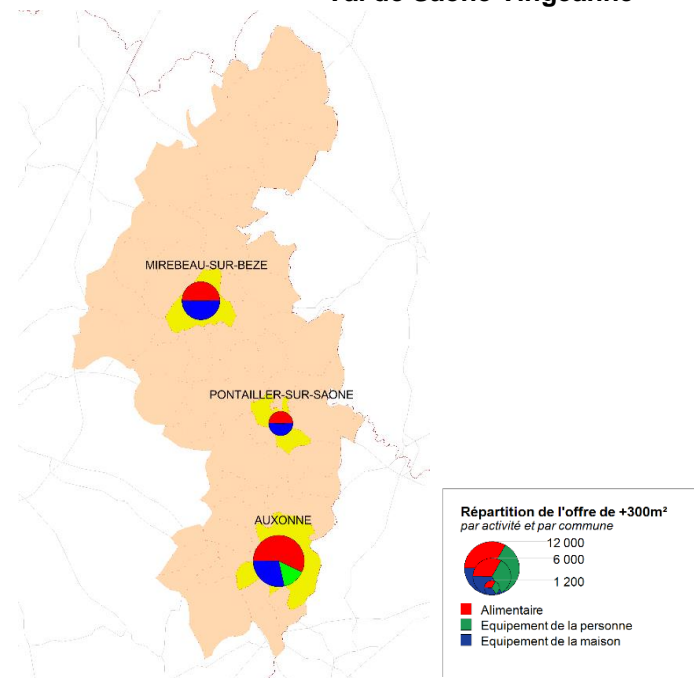 MIREBEAU-SUR-BEZE
PONTAILLER-SUR-SAONE
AUXONNE
Répartition de l'offre de +300m²
par activité et par commune
12 000
6 000
1 200
Alimentaire
Equipement de la personne
Equipement de la maison